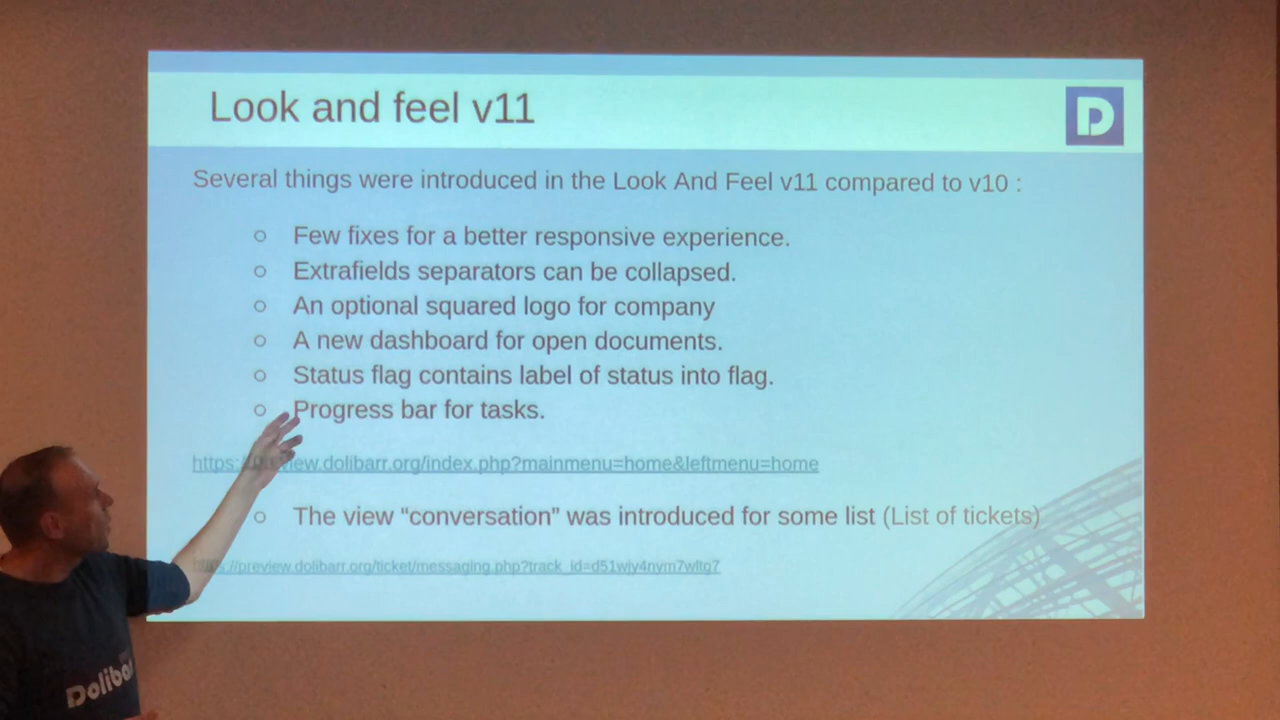 Look and feel v11
D
Several things were introduced in the Look And Feel v11 compared to v10 :
○ Few fixes for a better responsive experience.
○ Extrafields separators can be collapsed.
○ An optional squared logo for company
○ A new dashboard for open documents.
○ Status flag contains label of status into flag.
○ Progress bar for tasks.
https://preview.dolibarr.org/index.php?mainmenu=home&leftmenu=home
○ The view "conversation" was introduced for some list (List of tickets)
https://preview.dolibarr.org/ticket/messaging.php?track_id=d51wjy4nym7wltg7
Dolibar